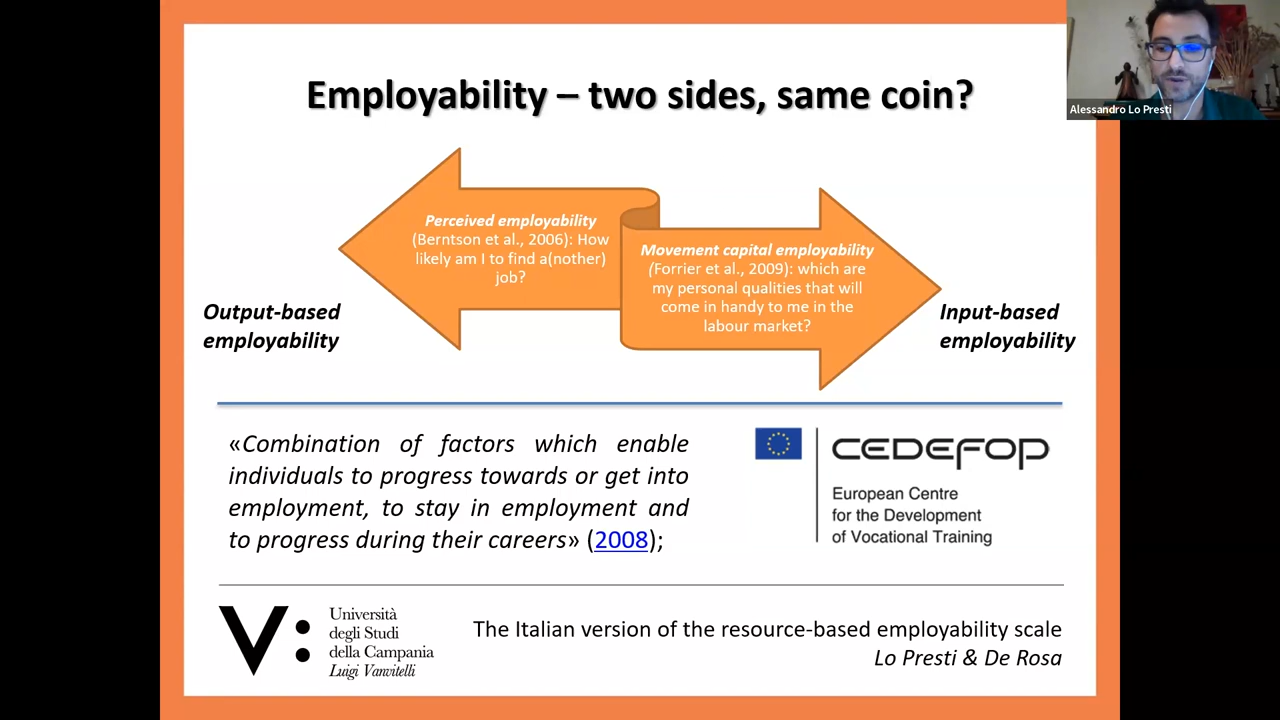 Alessandro Lo Presti
Employability – two sides, same coin?
Perceived employability
(Berntson et al., 2006): How
likely am I to find a(nother)
job?
Movement capital employability
(Forrier et al., 2009): which are
my personal qualities that will
come in handy to me in the
labour market?
Output-based
employability
Input-based
employability
«Combination of factors which enable
individuals to progress towards or get into
employment, to stay in employment and
to progress during their careers» (2008);
CEDEFOP
European Centre
for the Development
of Vocational Training
V:
Università
degli Studi
della Campania
Luigi Vanvitelli
The Italian version of the resource-based employability scale
Lo Presti & De Rosa